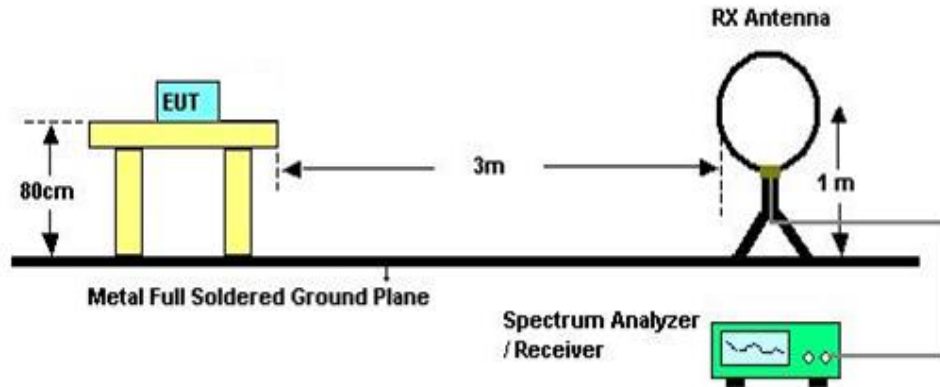 RX Antenna
EUT
80cm
3m
1 m
Metal Full Soldered Ground Plane
Spectrum Analyzer
/ Receiver